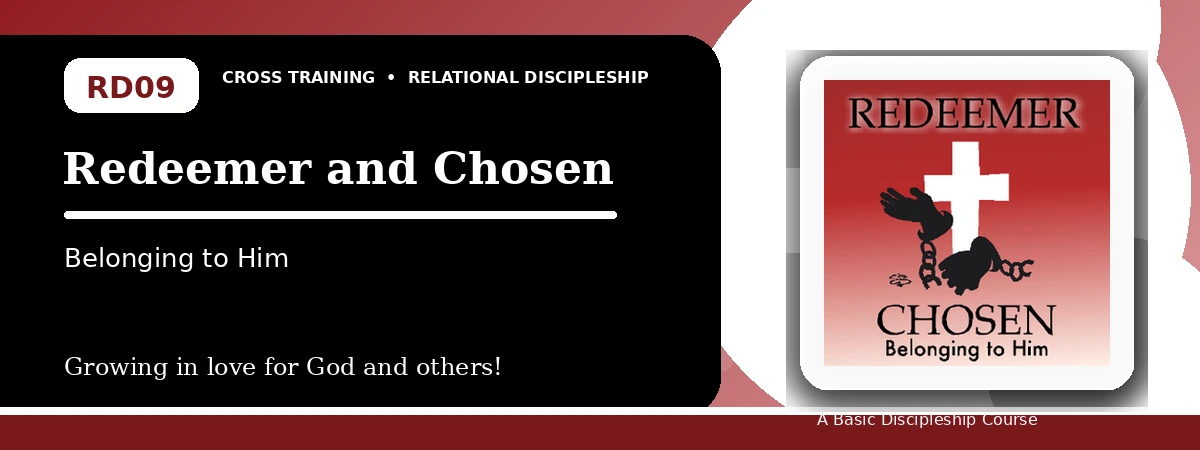 RD09
CROSS TRAINING • RELATIONAL DISCIPLESHIP
Redeemer and Chosen
Belonging to Him
Growing in love for God and others!
REDEEMER
CHOSEN
Belonging to Him
A Basic Discipleship Course